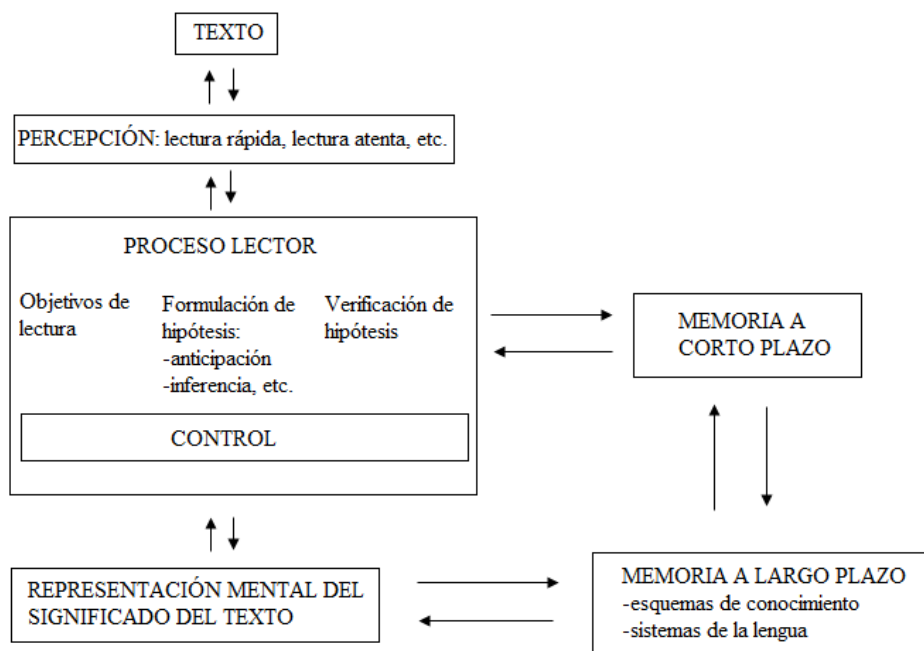 TEXTO
PERCEPCIÓN: lectura rápida, lectura atenta, etc.
PROCESO LECTOR
Objetivos de
lectura
Formulación de
hipótesis:
-anticipación
-inferencia, etc.
Verificación de
hipótesis
CONTROL
MEMORIA A
CORTO PLAZO
REPRESENTACIÓN MENTAL DEL
SIGNIFICADO DEL TEXTO
MEMORIA A LARGO PLAZO
-esquemas de conocimiento
-sistemas de la lengua